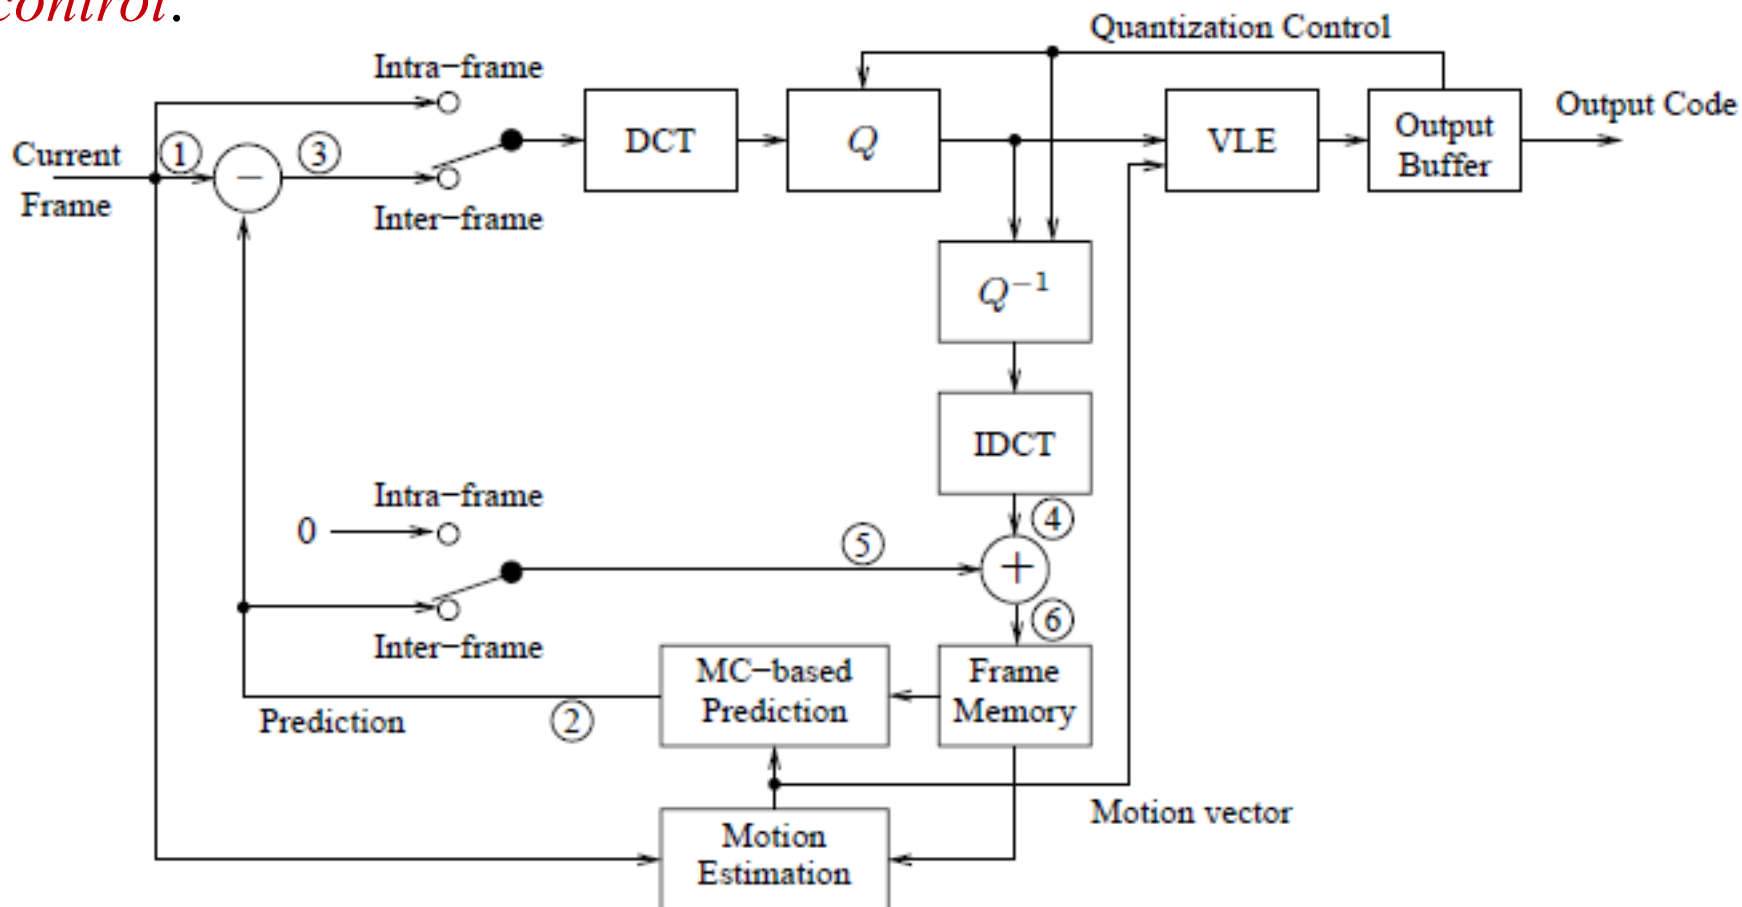 control.
Quantization Control
Intra−frame
Output Code
Current
Frame
①
−
③
Inter−frame
DCT
Q
VLE
Output
Buffer
Q−1
IDCT
④
Intra−frame
0
⑤
+
⑥
Inter−frame
MC−based
Prediction
Frame
Memory
Prediction
②
Motion vector
Motion
Estimation